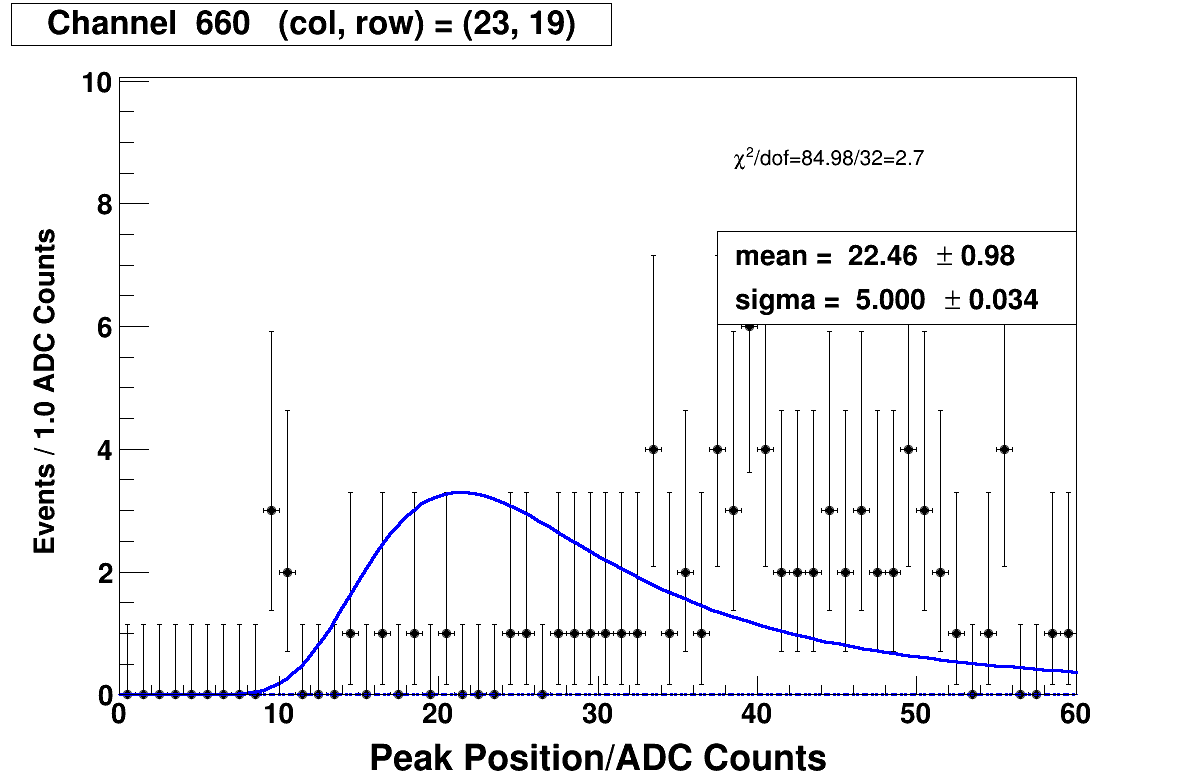 Channel 660 (col, row) = (23, 19)
10
8
6
4
2
0
Events / 1.0 ADC Counts
χ²/dof=84.98/32=2.7
mean = 22.46 ± 0.98
sigma = 5.000 ± 0.034
0 10 20 30 40 50 60
Peak Position/ADC Counts